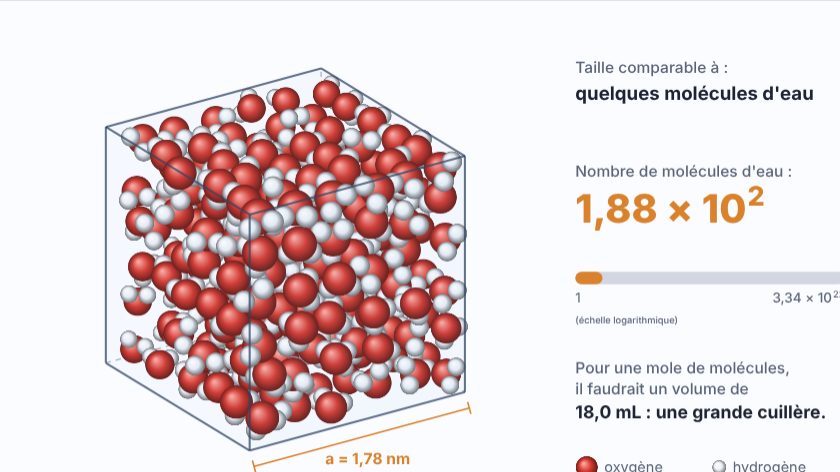 Taille comparable à :
quelques molécules d'eau
Nombre de molécules d'eau :
1,88 × 10²
1
3,34 × 10²
(échelle logarithmique)
Pour une mole de molécules,
il faudrait un volume de
18,0 mL : une grande cuillère.
oxygène
hydrogène
a = 1,78 nm